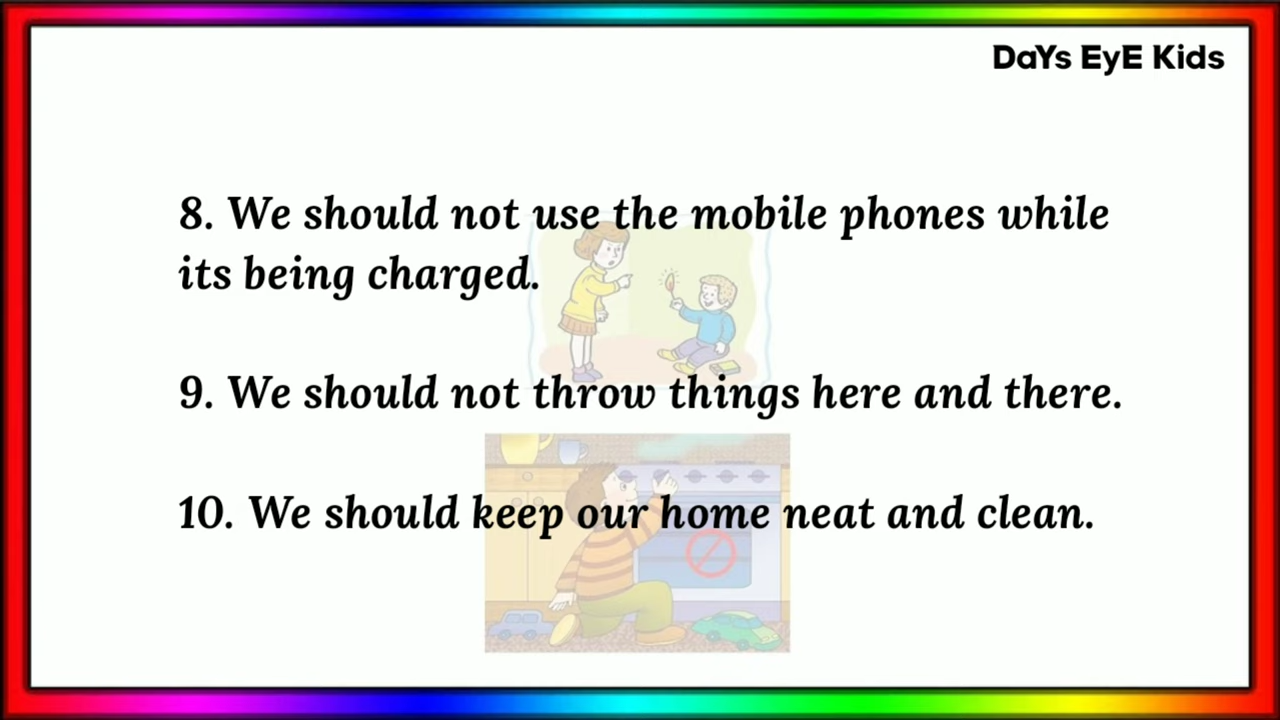 DaYs EyE Kids
8. We should not use the mobile phones while
its being charged.
9. We should not throw things here and there.
10. We should keep our home neat and clean.